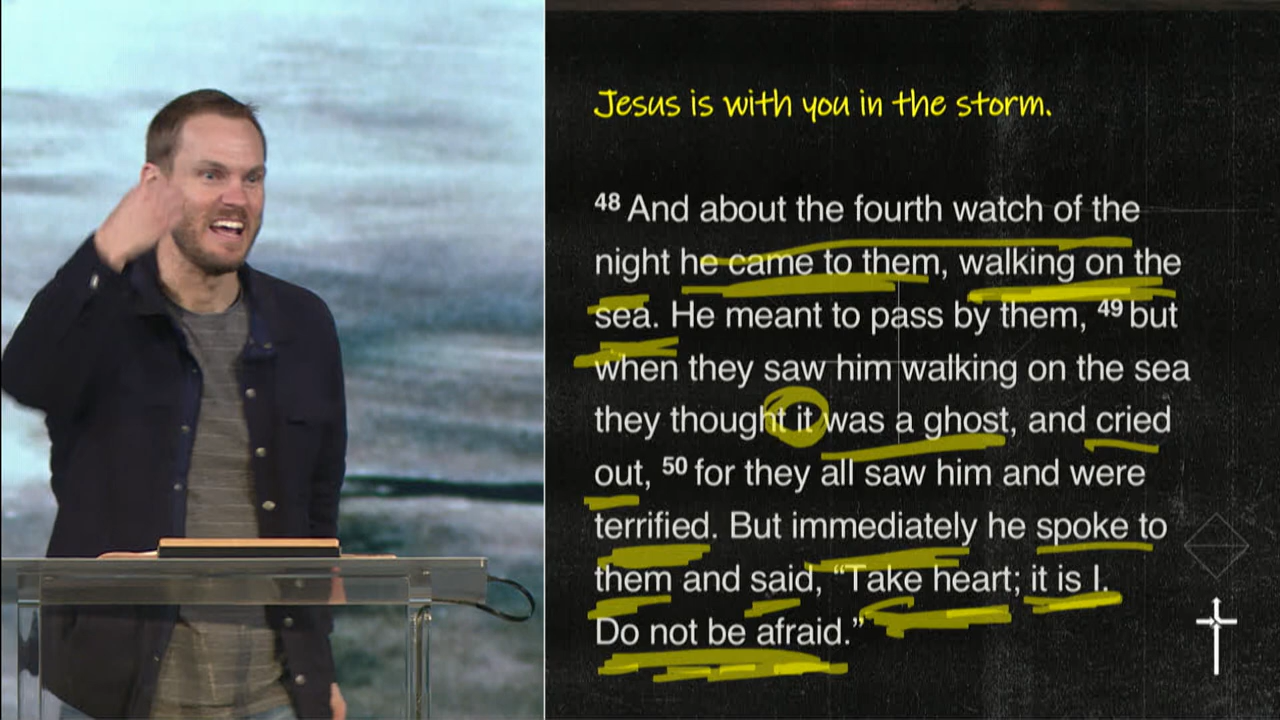 Jesus is with you in the storm.
48 And about the fourth watch of the
night he came to them, walking on the
sea. He meant to pass by them, 49 but
when they saw him walking on the sea
they thought it was a ghost, and cried
out, 50 for they all saw him and were
terrified. But immediately he spoke to
them and said, “Take heart; it is I.
Do not be afraid.”